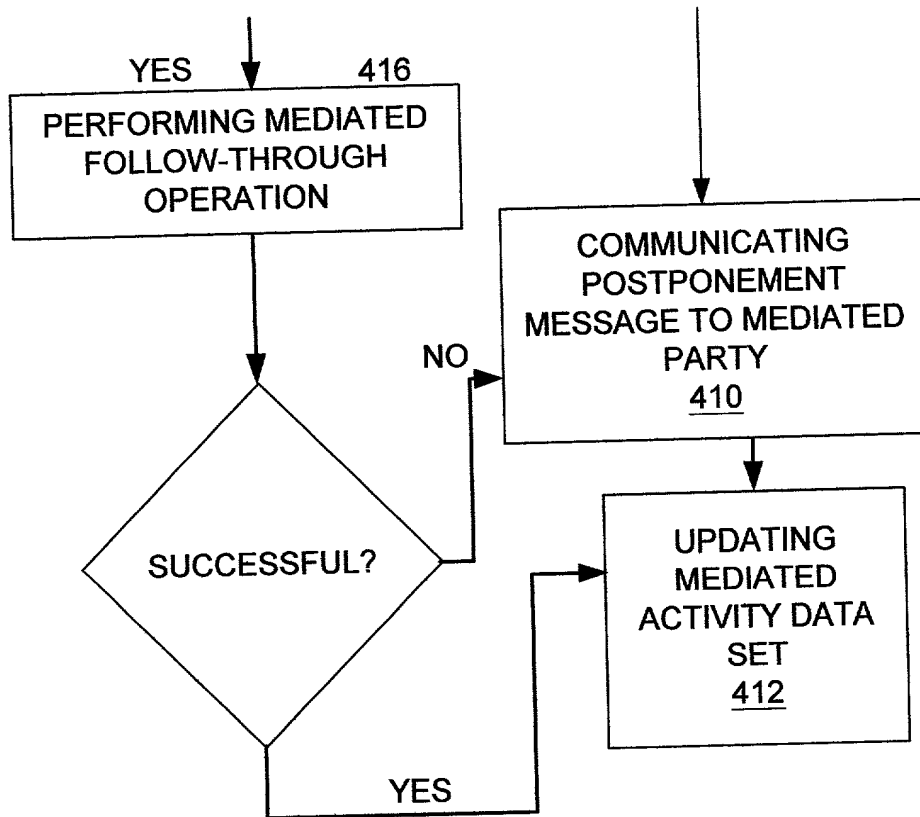 YES
416
PERFORMING MEDIATED
FOLLOW-THROUGH
OPERATION
COMMUNICATING
POSTPONEMENT
MESSAGE TO MEDIATED
PARTY
410
NO
SUCCESSFUL?
UPDATING
MEDIATED
ACTIVITY DATA
SET
412
YES